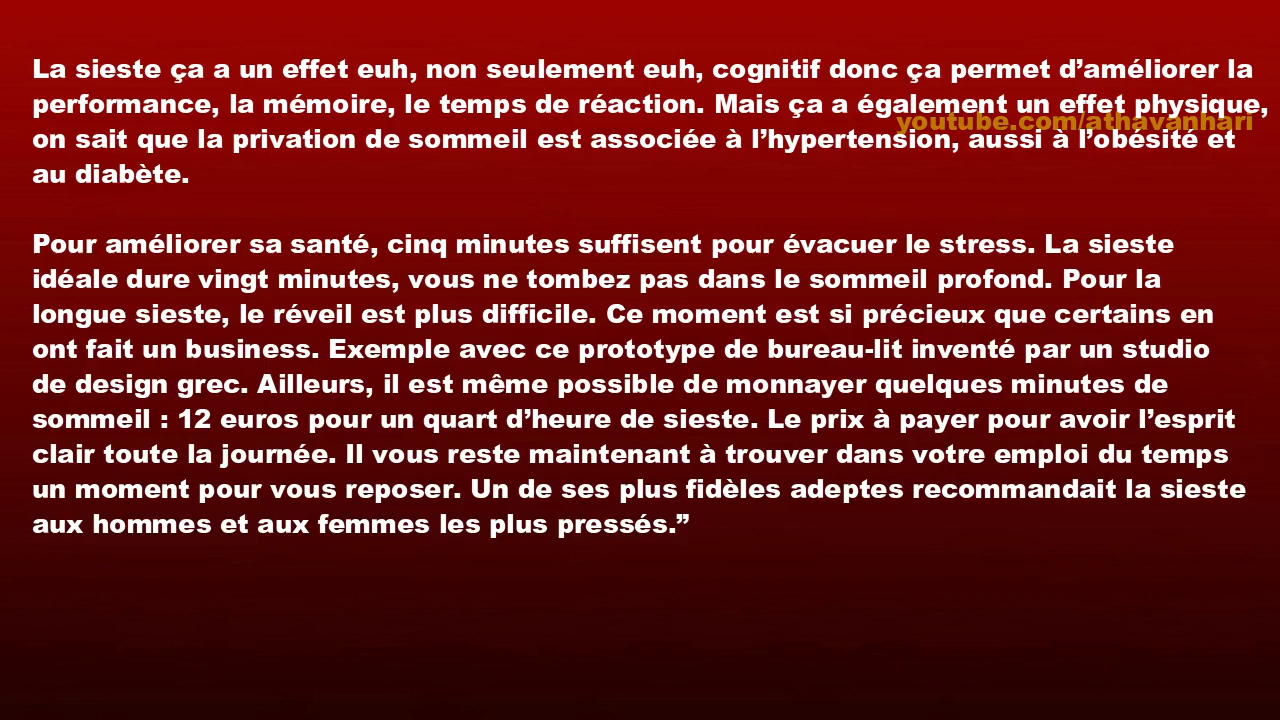 La sieste ça a un effet euh, non seulement euh, cognitif donc ça permet d’améliorer la
performance, la mémoire, le temps de réaction. Mais ça a également un effet physique,
youtube.com/athavanhari
on sait que la privation de sommeil est associée à l’hypertension, aussi à l’obésité et
au diabète.
Pour améliorer sa santé, cinq minutes suffisent pour évacuer le stress. La sieste
idéale dure vingt minutes, vous ne tombez pas dans le sommeil profond. Pour la
longue sieste, le réveil est plus difficile. Ce moment est si précieux que certains en
ont fait un business. Exemple avec ce prototype de bureau-lit inventé par un studio
de design grec. Ailleurs, il est même possible de monnayer quelques minutes de
sommeil : 12 euros pour un quart d’heure de sieste. Le prix à payer pour avoir l’esprit
clair toute la journée. Il vous reste maintenant à trouver dans votre emploi du temps
un moment pour vous reposer. Un de ses plus fidèles adeptes recommandait la sieste
aux hommes et aux femmes les plus pressés.”